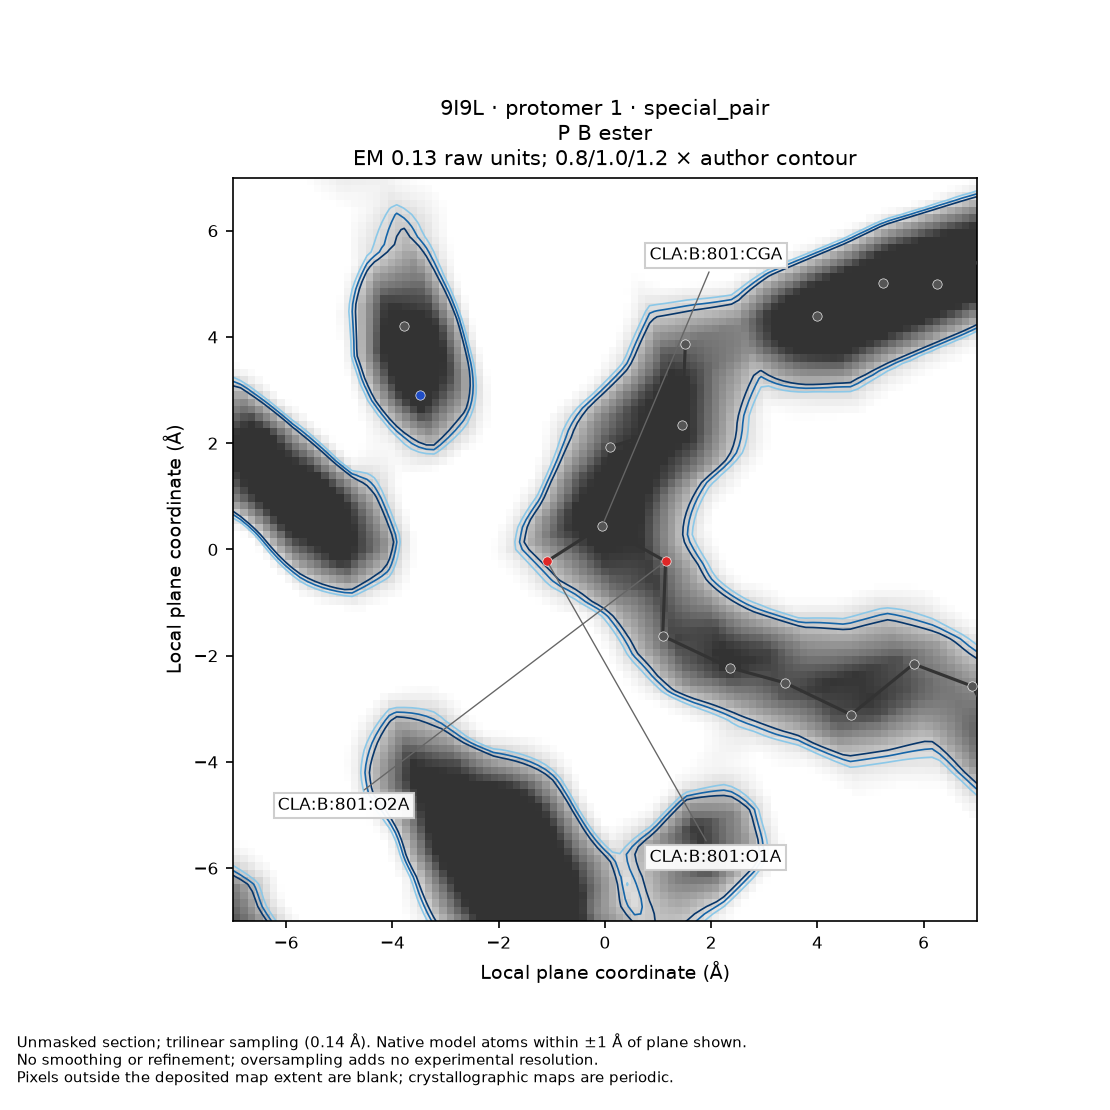 9I9L · protomer 1 · special_pair
P B ester
EM 0.13 raw units; 0.8/1.0/1.2 × author contour
CLA:B:801:CGA
CLA:B:801:O2A
CLA:B:801:O1A
6
4
2
0
−2
−4
−6
Local plane coordinate (Å)
−6 −4 −2 0 2 4 6
Local plane coordinate (Å)
Unmasked section; trilinear sampling (0.14 Å). Native model atoms within ±1 Å of plane shown.
No smoothing or refinement; oversampling adds no experimental resolution.
Pixels outside the deposited map extent are blank; crystallographic maps are periodic.